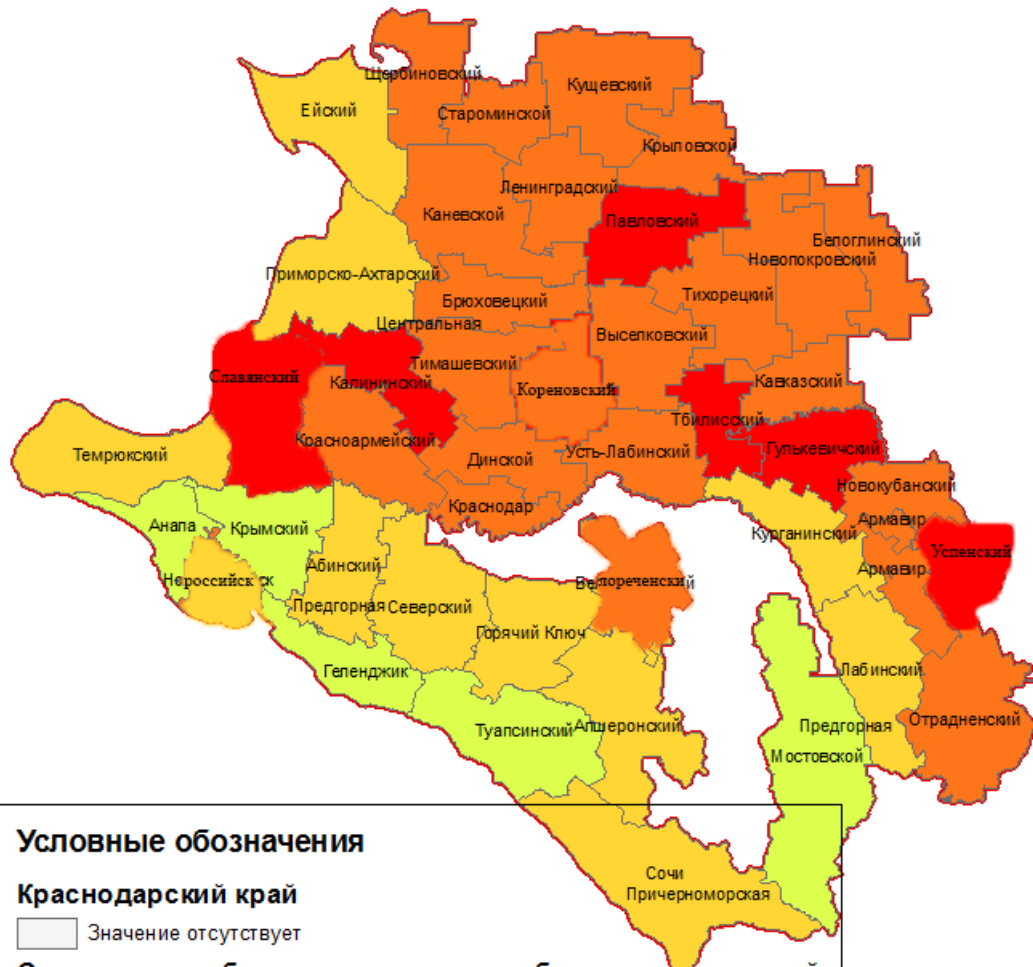 Щербиновский
Кущевский
Ейский
Староминской
Крыловской
Ленинградский
Каневской
Павловский
Белоглинский
Новопокровский
Приморско-Ахтарский
Тихорецкий
Брюховецкий
Центральная
Выселковский
Тимашевский
Славянский
Калининский
Кореновский
Кавказский
Тбилисский
Красноармейский
Гулькевичский
Темрюкский
Динской
Усть-Лабинский
Новокубанский
Краснодар
Армавир
Анапа
Крымский
Курганинский
Успенский
Абинский
Армавир
Новороссийск
Белореченский
Предгорная
Северский
Горячий Ключ
Геленджик
Лабинский
Туапсинский
Апшеронский
Предгорная
Отрадненский
Мостовской
Условные обозначения
Сочи
Краснодарский край
Причерноморская
Значение отсутствует